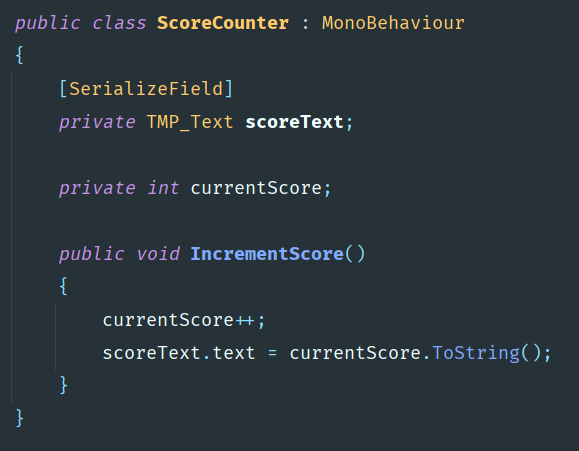 public class ScoreCounter : MonoBehaviour
{
    [SerializeField]
    private TMP_Text scoreText;

    private int currentScore;

    public void IncrementScore()
    {
        currentScore++;
        scoreText.text = currentScore.ToString();
    }
}